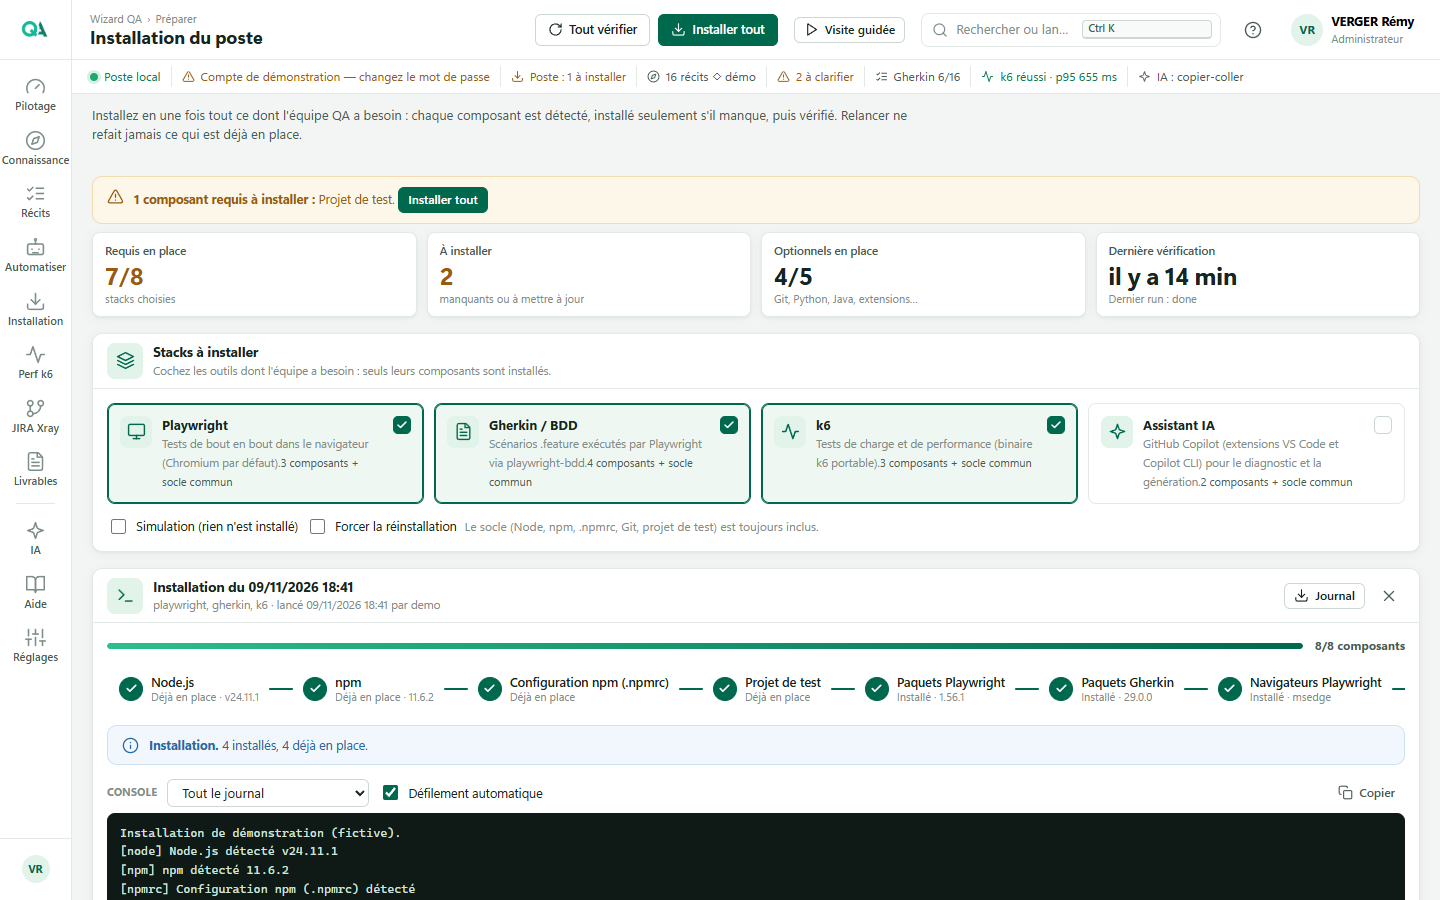 QA
Wizard QA › Préparer
Installation du poste
Tout vérifier
Installer tout
Visite guidée
Rechercher ou lan...
Ctrl K
VR
VERGER Rémy
Administrateur
Poste local
Compte de démonstration — changez le mot de passe
Poste : 1 à installer
16 récits ◇ démo
2 à clarifier
Gherkin 6/16
k6 réussi · p95 655 ms
IA : copier-coller
Pilotage
Connaissance
Récits
Automatiser
Installation
Perf k6
JIRA Xray
Livrables
IA
Aide
Réglages
VR
Installez en une fois tout ce dont l'équipe QA a besoin : chaque composant est détecté, installé seulement s'il manque, puis vérifié. Relancer ne
refait jamais ce qui est déjà en place.
1 composant requis à installer : Projet de test. Installer tout
Requis en place
7/8
stacks choisies
À installer
2
manquants ou à mettre à jour
Optionnels en place
4/5
Git, Python, Java, extensions...
Dernière vérification
il y a 14 min
Dernier run : done
Stacks à installer
Cochez les outils dont l'équipe a besoin : seuls leurs composants sont installés.
Playwright
Tests de bout en bout dans le navigateur
(Chromium par défaut).3 composants +
socle commun
Gherkin / BDD
Scénarios .feature exécutés par Playwright
via playwright-bdd.4 composants + socle
commun
k6
Tests de charge et de performance (binaire
k6 portable).3 composants + socle commun
Assistant IA
GitHub Copilot (extensions VS Code et
Copilot CLI) pour le diagnostic et la
génération.2 composants + socle commun
Simulation (rien n'est installé)
Forcer la réinstallation
Le socle (Node, npm, .npmrc, Git, projet de test) est toujours inclus.
Installation du 09/11/2026 18:41
playwright, gherkin, k6 · lancé 09/11/2026 18:41 par demo
Journal
8/8 composants
Node.js
Déjà en place · v24.11.1
npm
Déjà en place · 11.6.2
Configuration npm (.npmrc)
Déjà en place
Projet de test
Déjà en place
Paquets Playwright
Installé · 1.56.1
Paquets Gherkin
Installé · 29.0.0
Navigateurs Playwright
Installé · msedge
Installation. 4 installés, 4 déjà en place.
CONSOLE
Tout le journal
Défilement automatique
Copier
Installation de démonstration (fictive).
[node] Node.js détecté v24.11.1
[npm] npm détecté 11.6.2
[npmrc] Configuration npm (.npmrc) détecté